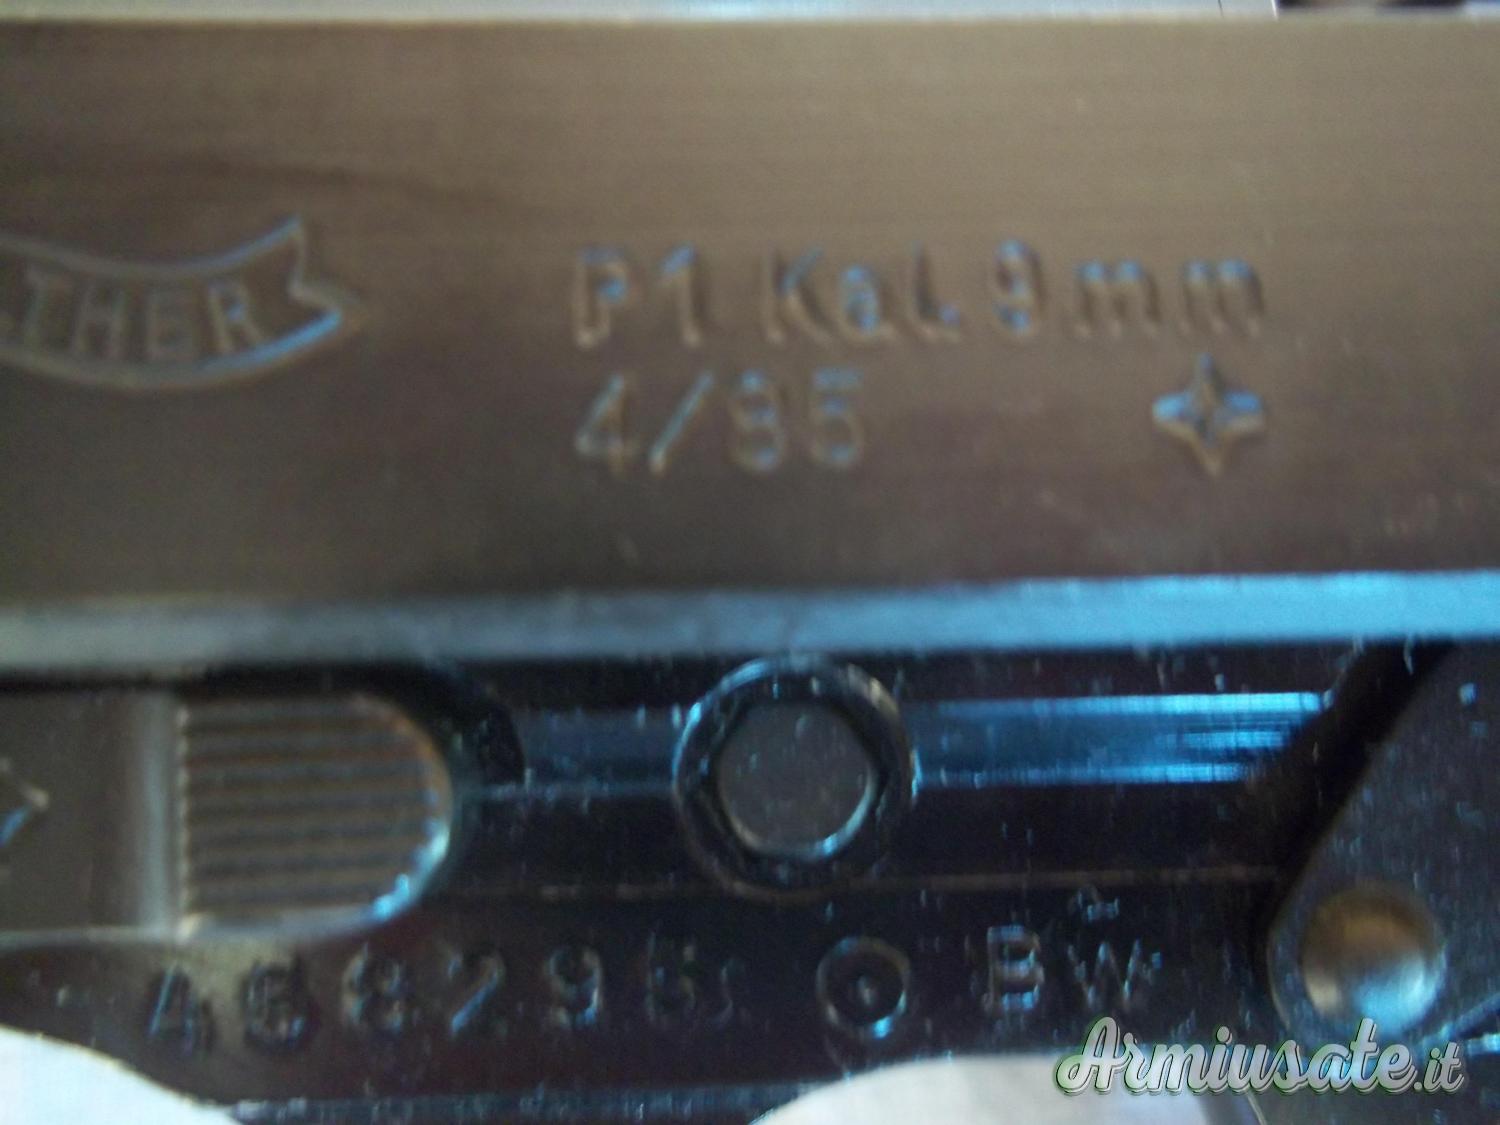 P1 Kal. 9mm
4/85
BW
Armiusate.it